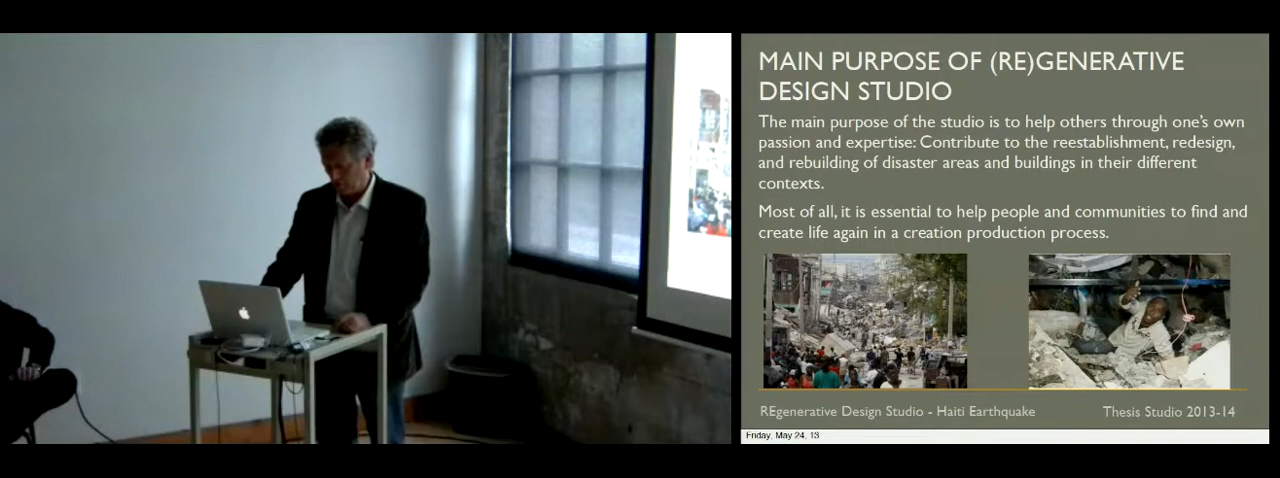 MAIN PURPOSE OF (RE)GENERATIVE
DESIGN STUDIO
The main purpose of the studio is to help others through one's own
passion and expertise: Contribute to the reestablishment, redesign,
and rebuilding of disaster areas and buildings in their different
contexts.
Most of all, it is essential to help people and communities to find and
create life again in a creation production process.
REgenerative Design Studio - Haiti Earthquake
Thesis Studio 2013-14
Friday, May 24, 13